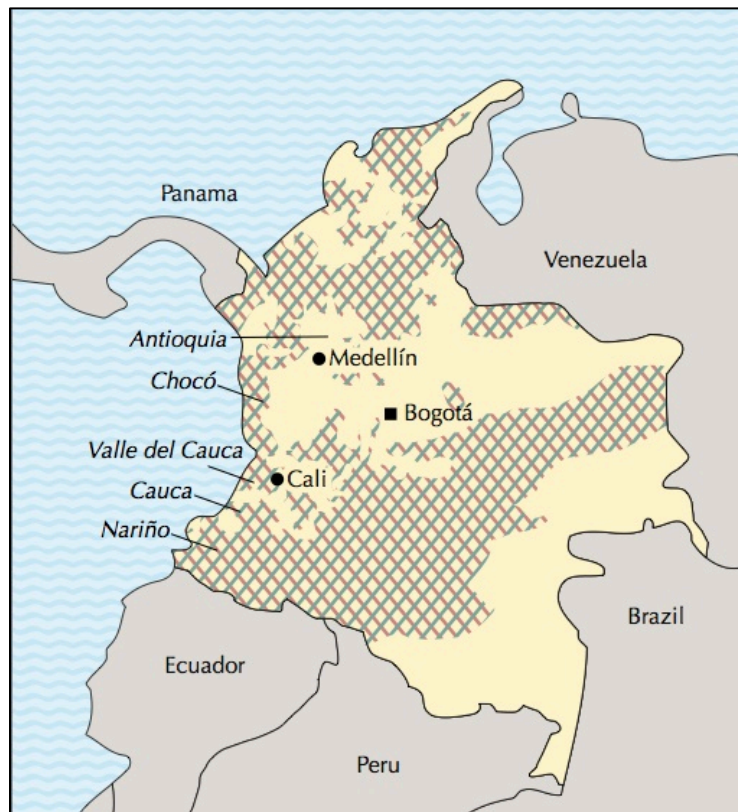 Panama
Venezuela
Antioquia
Medellín
Chocó
Bogotá
Valle del Cauca
Cali
Cauca
Nariño
Brazil
Ecuador
Peru